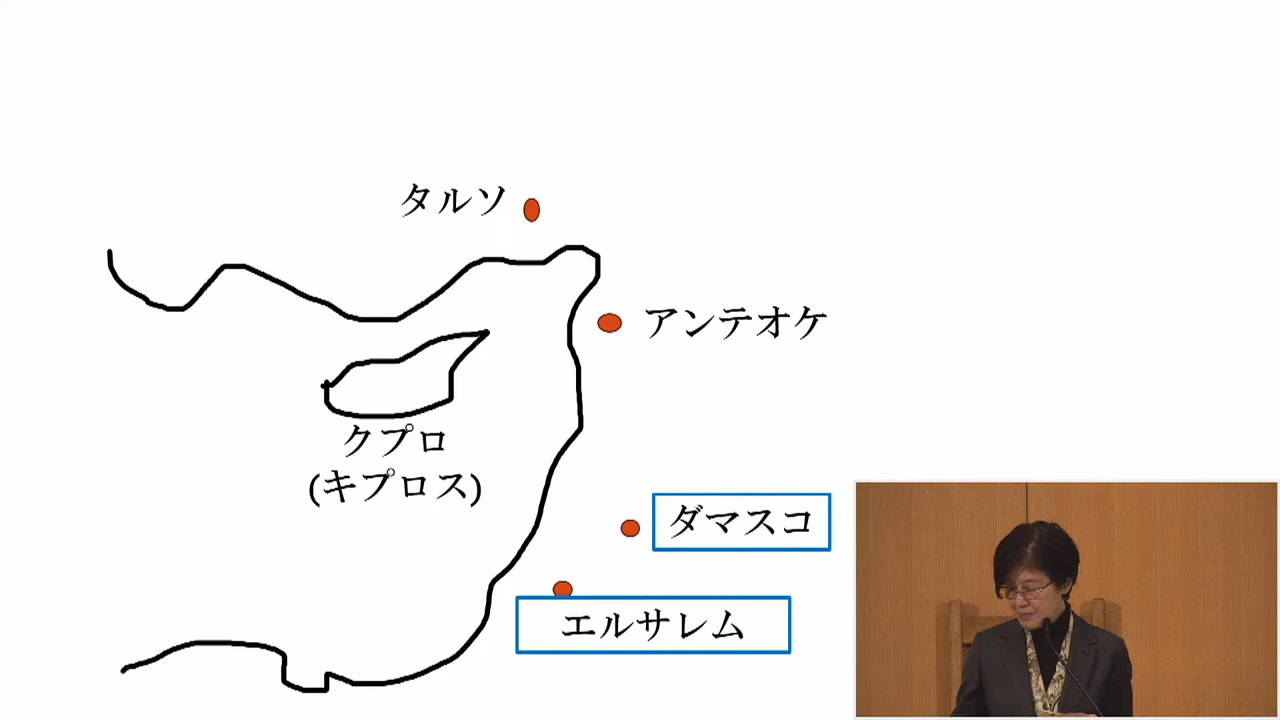 タルソ
アンテオケ
クプロ
(キプロス)
ダマスコ
エルサレム